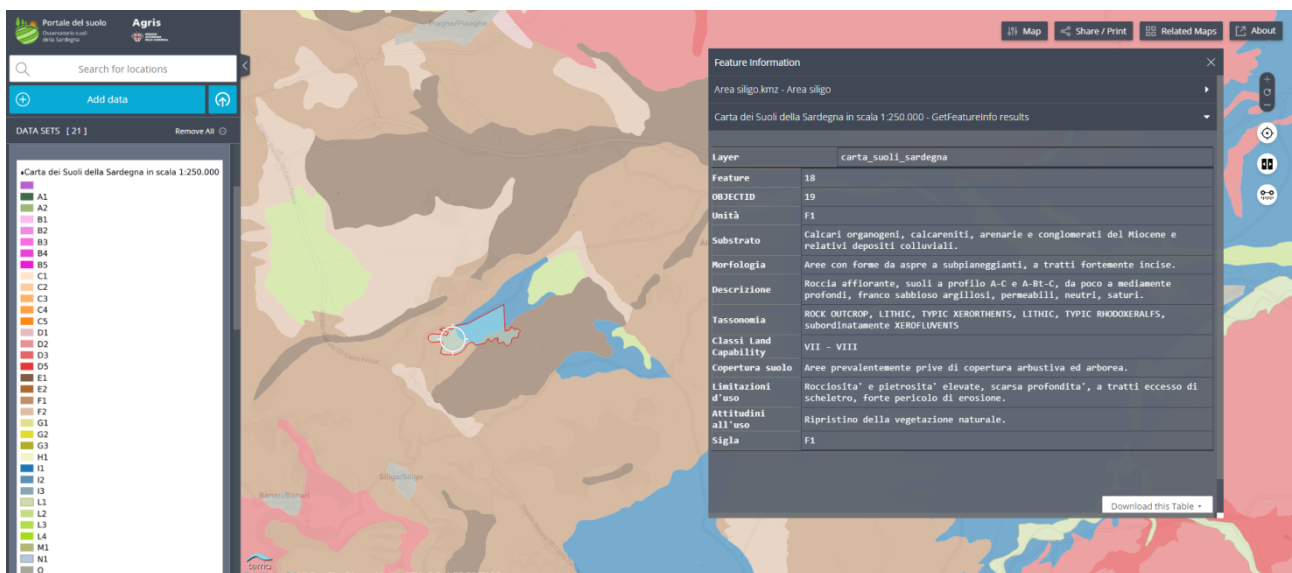 Portale del suolo
Osservatorio suoli
della Sardegna
Agris
Search for locations
Add data
DATA SETS [ 21 ]
Remove All
Carta dei Suoli della Sardegna in scala 1:250.000
A1
A2
B1
B2
B3
B4
B5
C1
C2
C3
C4
C5
D1
D2
D3
D5
E1
E2
F1
F2
G1
G2
G3
H1
I1
I2
I3
L1
L2
L3
L4
M1
N1
O
Ploaghe/Piaghe
Siligo/Siligo
Banari/Bànari
terria
Map
Share / Print
Related Maps
About
Feature Information
Area siligo.kmz - Area siligo
Carta dei Suoli della Sardegna in scala 1:250.000 - GetFeatureInfo results
Layer carta_suoli_sardegna
Feature 18
OBJECTID 19
Unità F1
Substrato Calcari organogeni, calcareniti, arenarie e conglomerati del Miocene e
relativi depositi colluviali.
Morfologia Aree con forme da aspre a subpianeggianti, a tratti fortemente incise.
Descrizione Roccia affiorante, suoli a profilo A-C e A-Bt-C, da poco a mediamente
profondi, franco sabbioso argillosi, permeabili, neutri, saturi.
Tassonomia ROCK OUTCROP, LITHIC, TYPIC XERORTHENTS, LITHIC, TYPIC RHODOXERALFS,
subordinatamente XEROFLUVENTS
Classi Land
Capability VII - VIII
Copertura suolo Aree prevalentemente prive di copertura arbustiva ed arborea.
Limitazioni
d'uso Rocciosita' e pietrosita' elevate, scarsa profondita', a tratti eccesso di
scheletro, forte pericolo di erosione.
Attitudini
all'uso Ripristino della vegetazione naturale.
Sigla F1
Download this Table